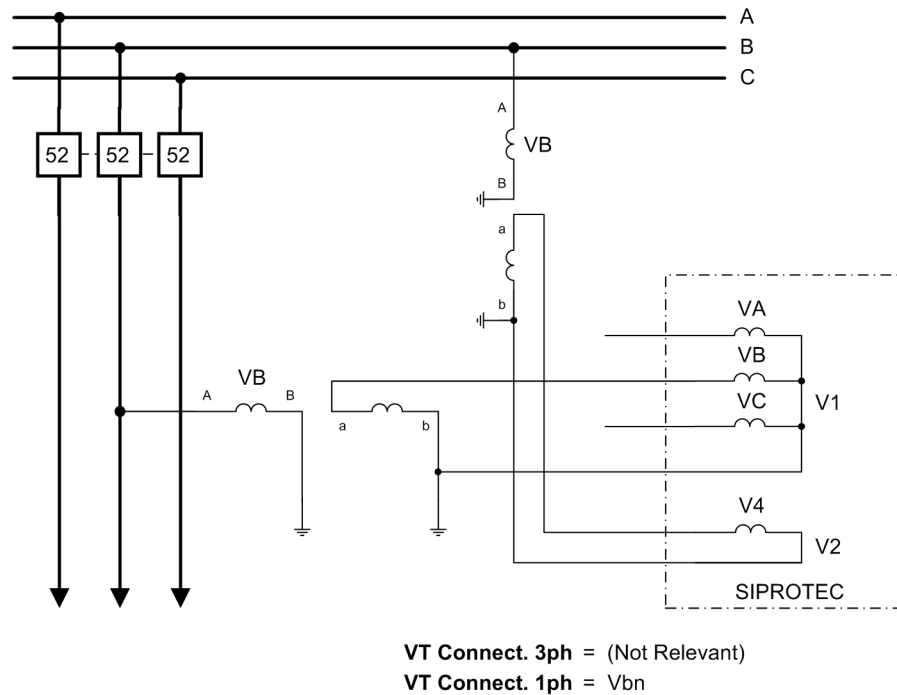 A
B
C
A
52 52 52
VB
B
a
b
VA
VB
VB
A B
VC
V1
a b
V4
V2
SIPROTEC
VT Connect. 3ph = (Not Relevant)
VT Connect. 1ph = Vbn